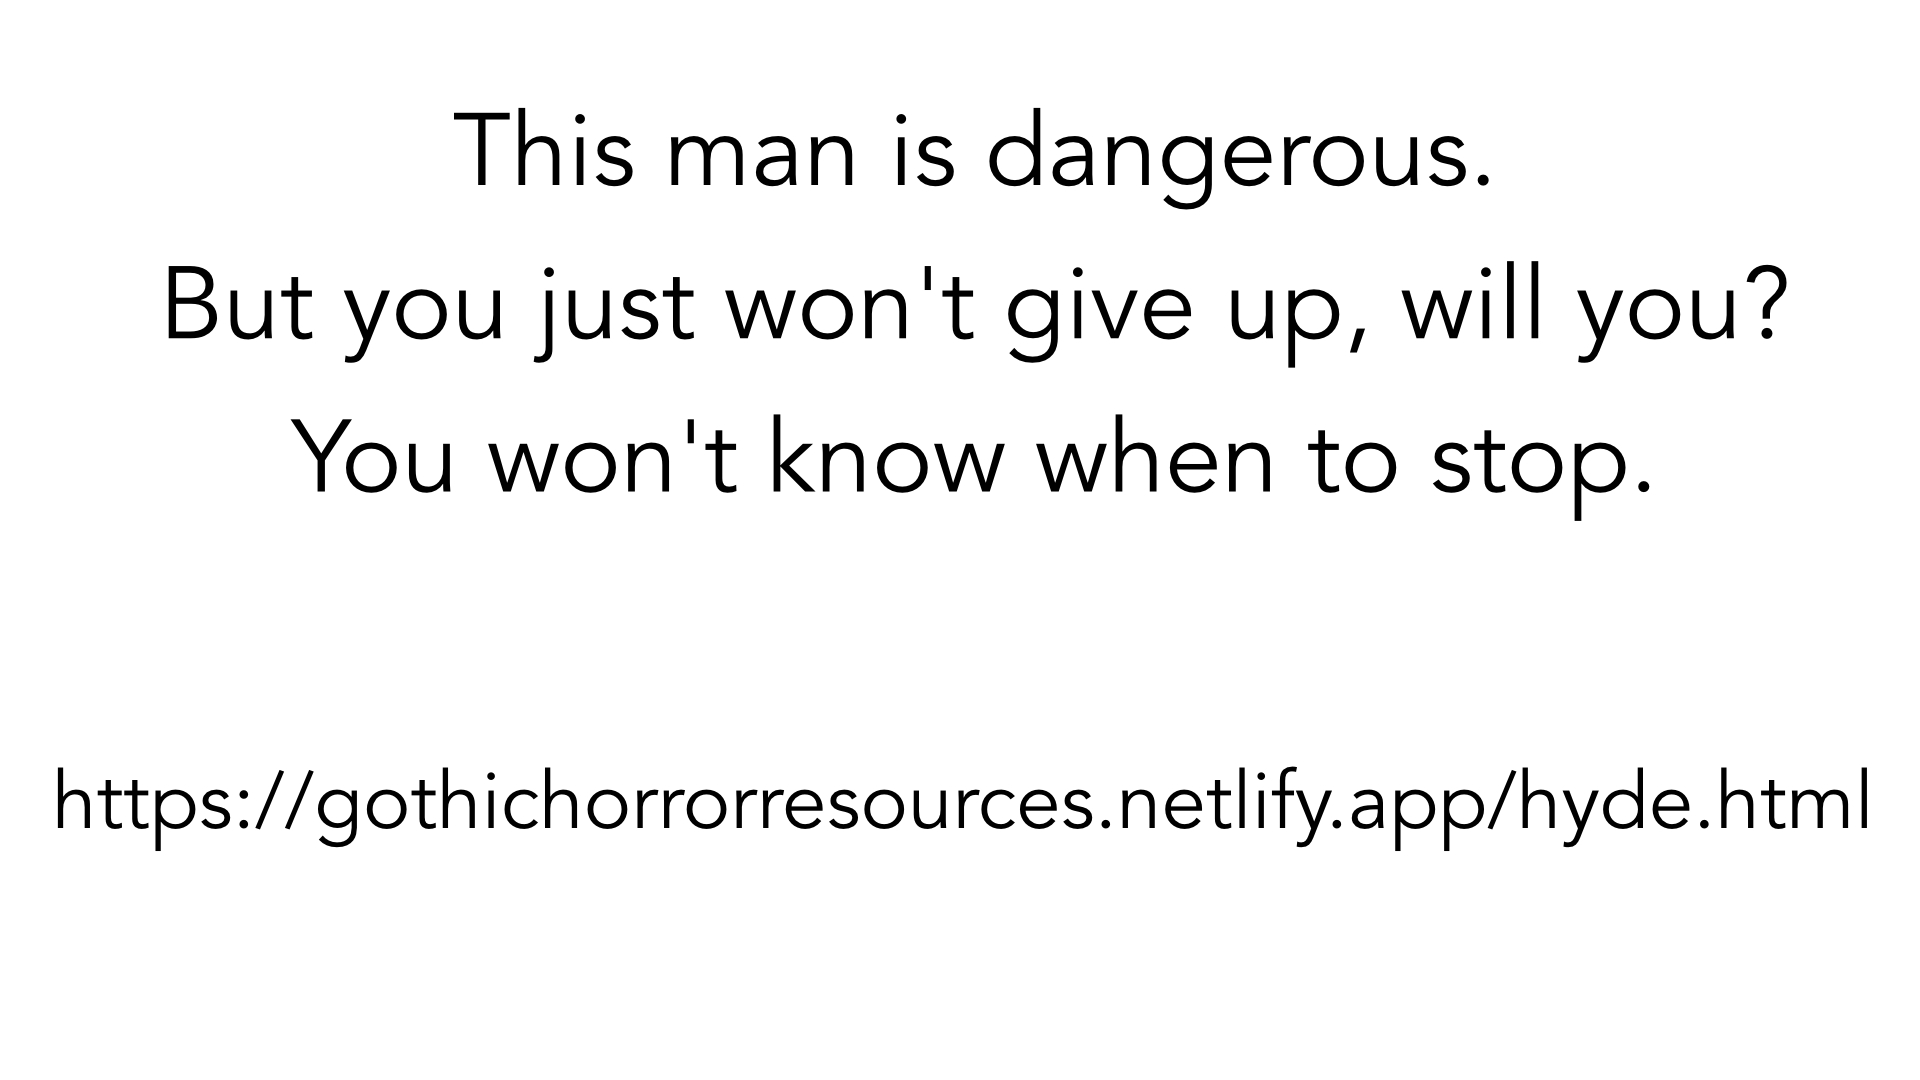 This man is dangerous.
But you just won't give up, will you?
You won't know when to stop.
https://gothichorrorresources.netlify.app/hyde.html